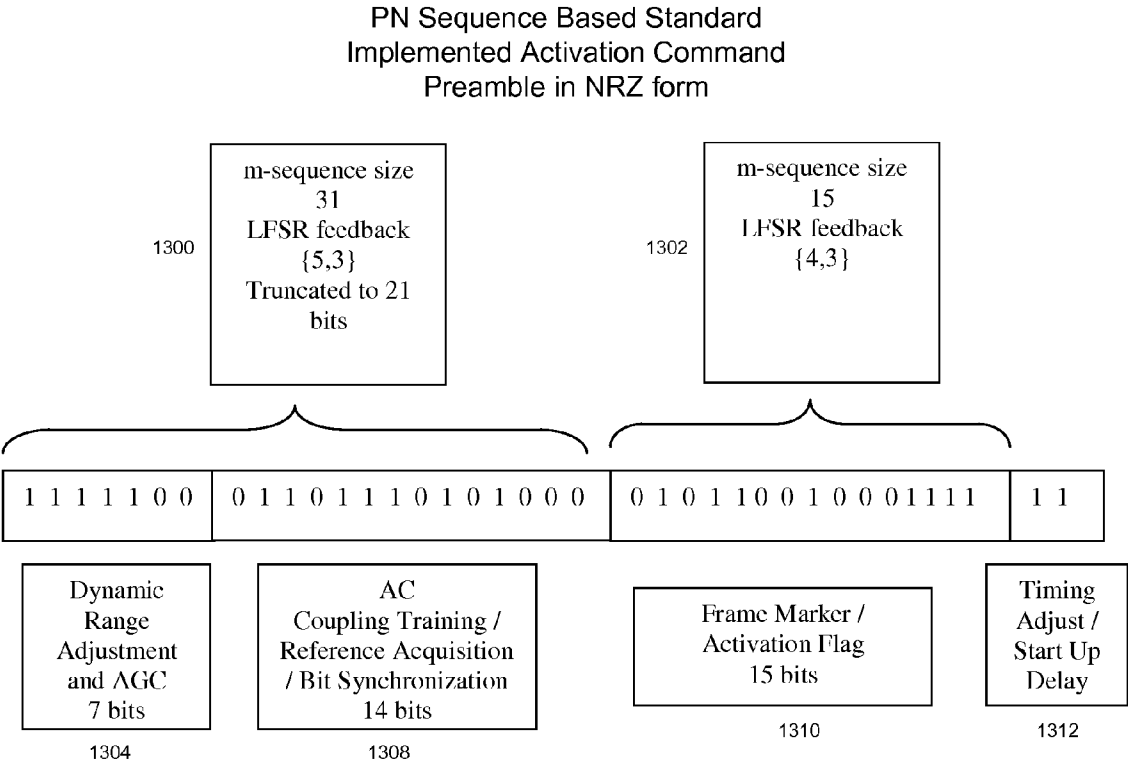 PN Sequence Based Standard
Implemented Activation Command
Preamble in NRZ form
m-sequence size
31
LFSR feedback
{5,3}
Truncated to 21
bits
1300
m-sequence size
15
LFSR feedback
{4,3}
1302
1 1 1 1 1 0 0
0 1 1 0 1 1 1 0 1 0 1 0 0 0
0 1 0 1 1 0 0 1 0 0 0 1 1 1 1
1 1
Dynamic
Range
Adjustment
and AGC
7 bits
1304
AC
Coupling Training /
Reference Acquisition
/ Bit Synchronization
14 bits
1308
Frame Marker /
Activation Flag
15 bits
1310
Timing
Adjust /
Start Up
Delay
1312